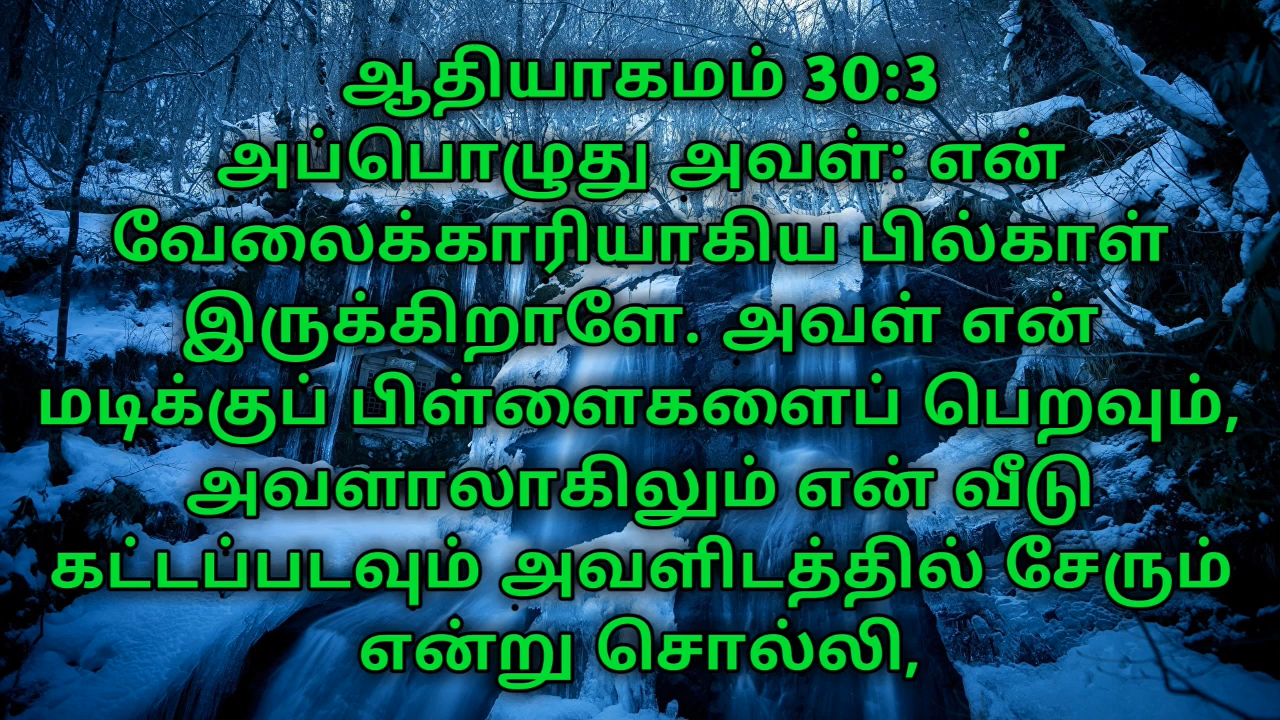 ஆதியாகமம் 30:3
அப்பொழுது அவள்: என்
வேலைக்காரியாகிய பில்காள்
இருக்கிறாளே. அவள் என்
மடிக்குப் பிள்ளைகளைப் பெறவும்,
அவளாலாகிலும் என் வீடு
கட்டப்படவும் அவளிடத்தில் சேரும்
என்று சொல்லி,